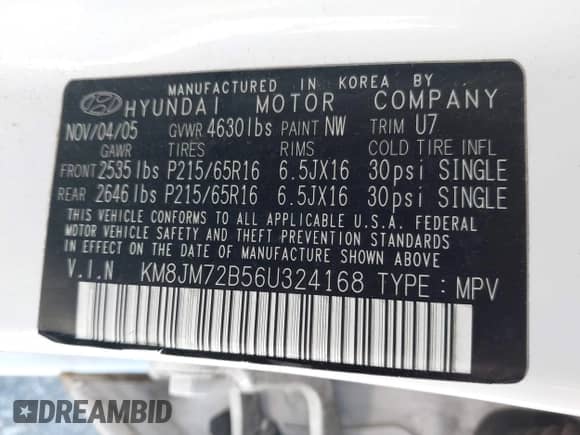 MANUFACTURED IN KOREA BY
HYUNDAI MOTOR COMPANY
NOV/04/05 GVWR 4630lbs PAINT NW TRIM U7
GAWR TIRES RIMS COLD TIRE INFL
FRONT 2535lbs P215/65R16 6.5JX16 30psi SINGLE
REAR 2646lbs P215/65R16 6.5JX16 30psi SINGLE
THIS VEHICLE CONFORMS TO ALL APPLICABLE U.S.A. FEDERAL
MOTOR VEHICLE SAFETY AND THEFT PREVENTION STANDARDS
IN EFFECT ON THE DATE OF MANUFACTURE SHOWN ABOVE
V.I.N KM8JM72B56U324168 TYPE : MPV
DREAMBID